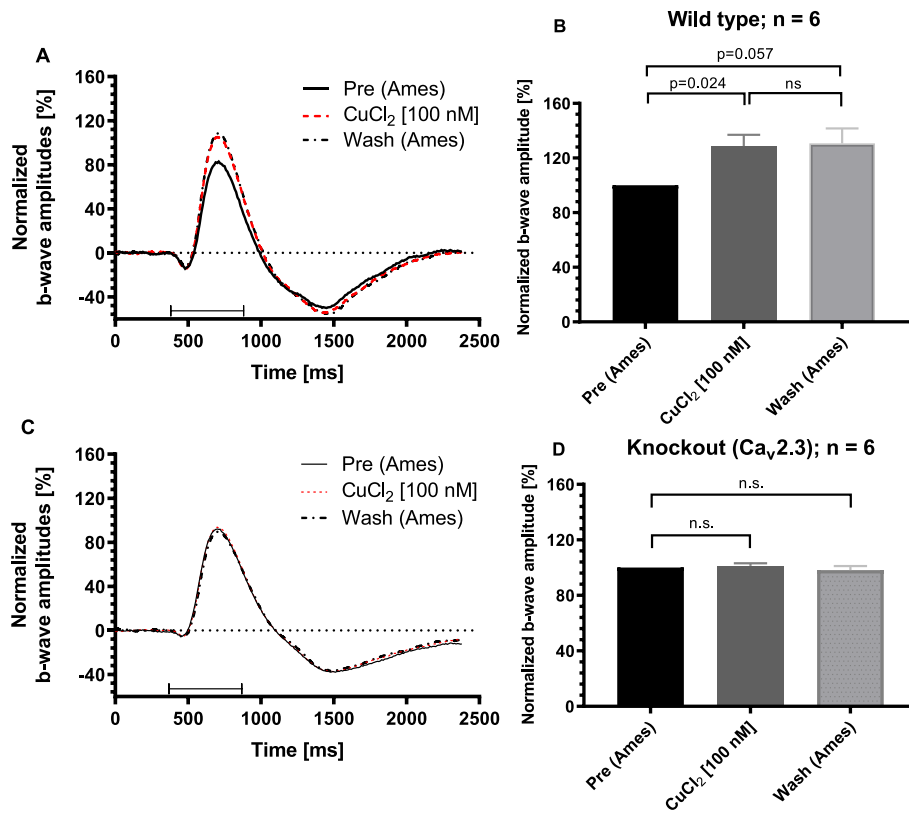 A
Normalized
b-wave amplitudes [%]
160
120
80
40
0
-40
Pre (Ames)
CuCl₂ [100 nM]
Wash (Ames)
0 500 1000 1500 2000 2500
Time [ms]
B
Wild type; n = 6
p=0.057
p=0.024
ns
Normalized b-wave amplitude [%]
160
120
80
40
0
Pre (Ames)
CuCl₂ [100 nM]
Wash (Ames)
C
Normalized
b-wave amplitudes [%]
160
120
80
40
0
-40
Pre (Ames)
CuCl₂ [100 nM]
Wash (Ames)
0 500 1000 1500 2000 2500
Time [ms]
D
Knockout (Caᵥ2.3); n = 6
n.s.
n.s.
Normalized b-wave amplitude [%]
160
120
80
40
0
Pre (Ames)
CuCl₂ [100 nM]
Wash (Ames)